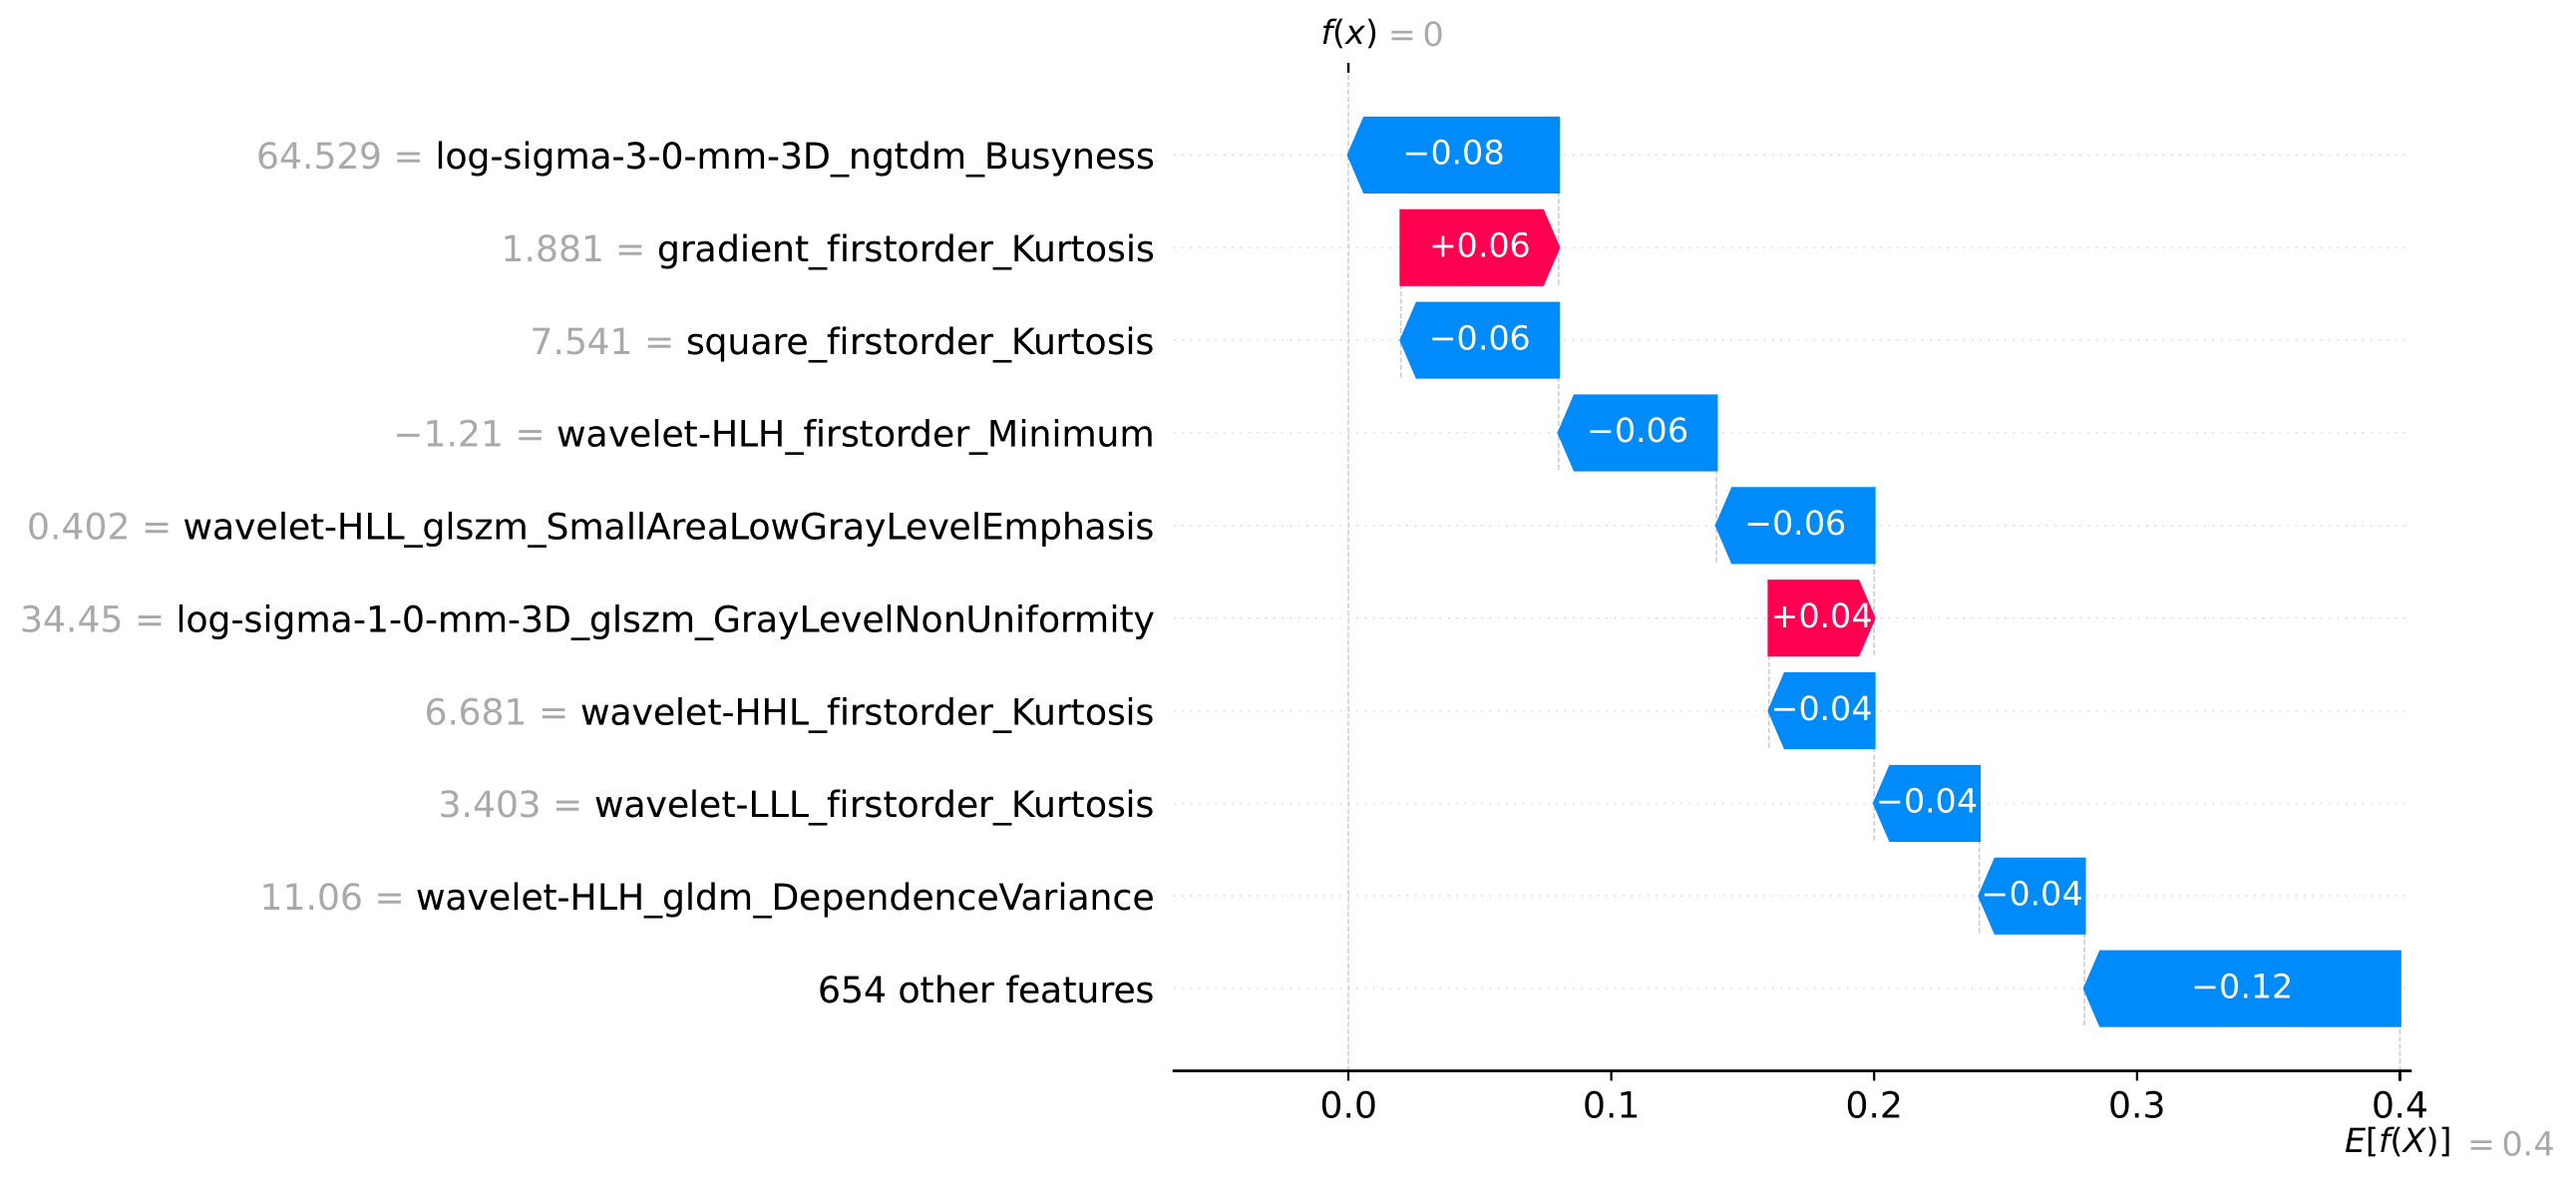 f(x) = 0
64.529 = log-sigma-3-0-mm-3D_ngtdm_Busyness −0.08
1.881 = gradient_firstorder_Kurtosis +0.06
7.541 = square_firstorder_Kurtosis −0.06
−1.21 = wavelet-HLH_firstorder_Minimum −0.06
0.402 = wavelet-HLL_glszm_SmallAreaLowGrayLevelEmphasis −0.06
34.45 = log-sigma-1-0-mm-3D_glszm_GrayLevelNonUniformity +0.04
6.681 = wavelet-HHL_firstorder_Kurtosis −0.04
3.403 = wavelet-LLL_firstorder_Kurtosis −0.04
11.06 = wavelet-HLH_gldm_DependenceVariance −0.04
654 other features −0.12
0.0 0.1 0.2 0.3 0.4
E[f(X)] = 0.4